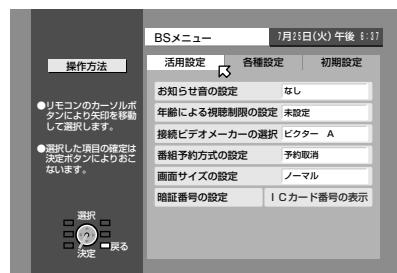 BSメニュー 7月25日(火) 午後 6:37
操作方法
活用設定 各種設定 初期設定
お知らせ音の設定 なし
年齢による視聴制限の設定 未設定
接続ビデオメーカーの選択 ビクター A
番組予約方式の設定 予約取消
画面サイズの設定 ノーマル
暗証番号の設定 ICカード番号の表示
●リモコンのカーソルボ
タンにより矢印を移動
して選択します。
●選択した項目の確定は
決定ボタンによりおこ
ないます。
選択
戻る
決定